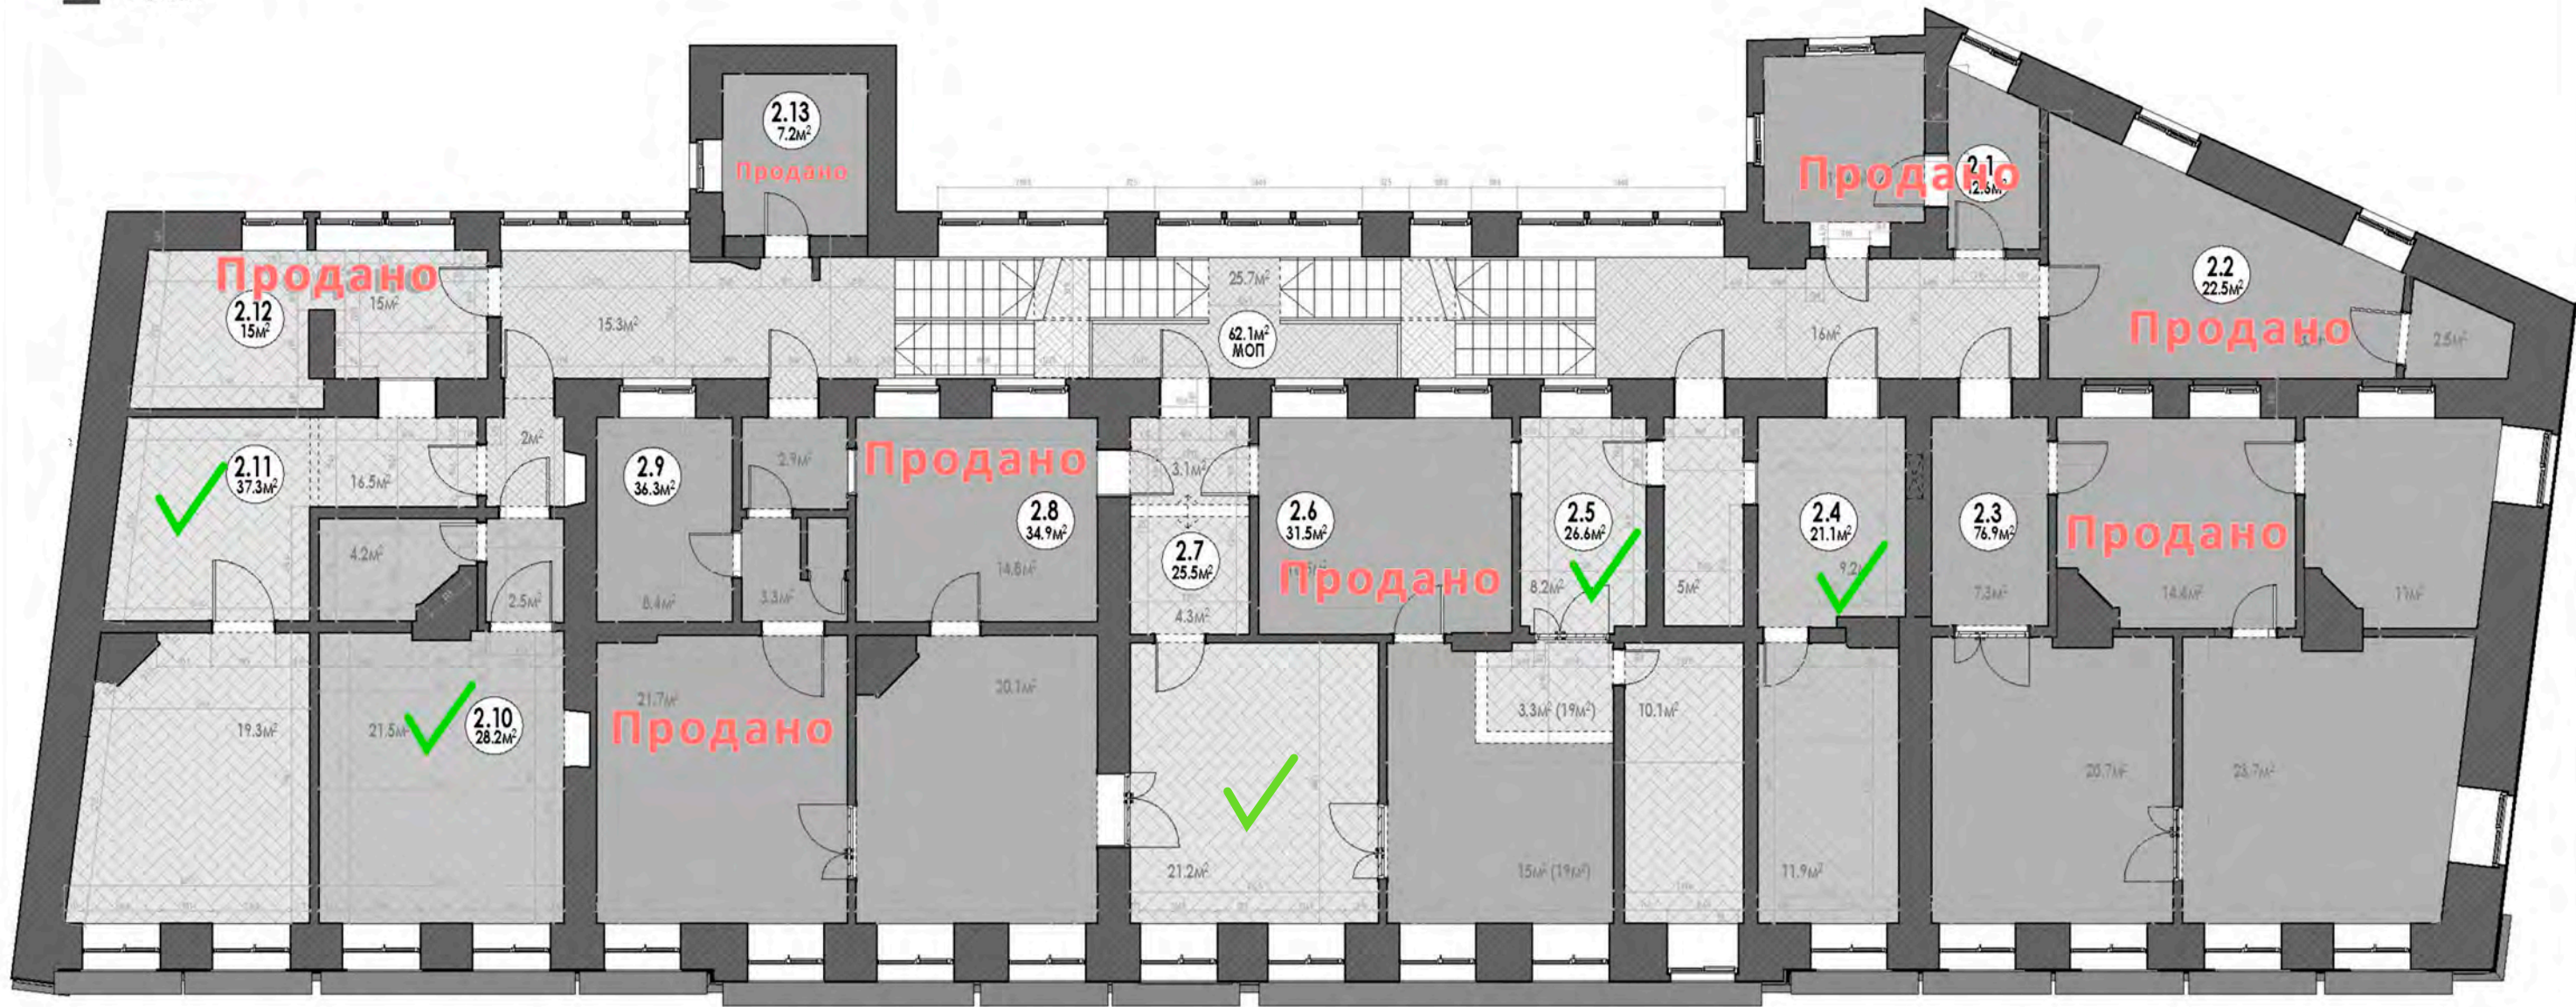 2.13
7.2м²
Продано
Продано
2.1
12.6м²
2.2
22.5м²
Продано
2.5м²
Продано
2.12
15м²
15м²
15.3м²
25.7м²
62.1м²
МОП
16м²
2.11
37.3м²
16.5м²
2м²
2.9
36.3м²
2.9м²
Продано
2.8
34.9м²
14.8м²
3.1м²
2.7
25.5м²
4.3м²
2.6
31.5м²
Продано
2.5
26.6м²
8.2м²
5м²
2.4
21.1м²
9.2м²
2.3
76.9м²
7.3м²
Продано
14.4м²
11м²
4.2м²
2.5м²
8.4м²
3.3м²
19.3м²
21.5м²
2.10
28.2м²
21.7м²
Продано
20.1м²
21.2м²
3.3м² (19м²)
15м² (19м²)
10.1м²
11.9м²
20.7м²
23.7м²